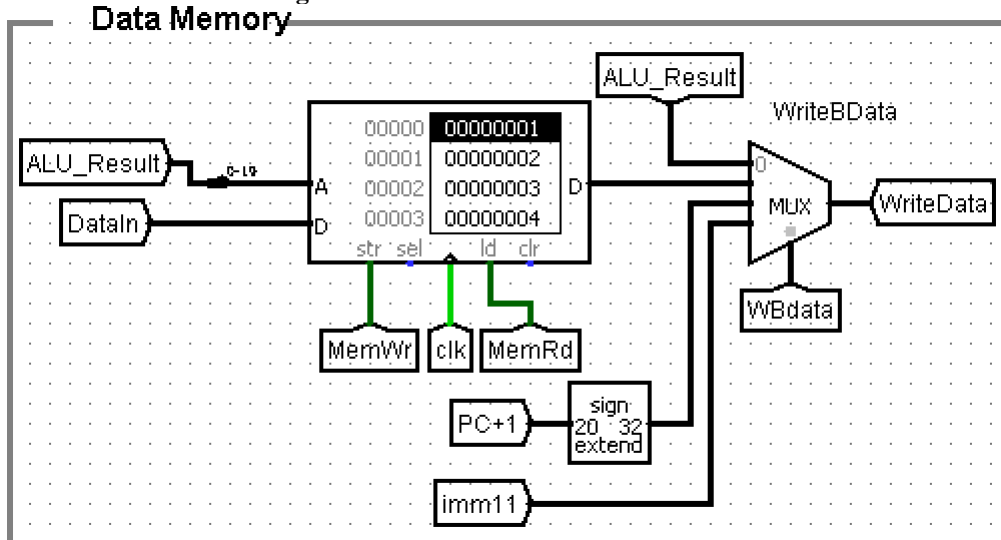 Data Memory
ALU_Result
WriteBData
ALU_Result
0-19
00000 00000001
00001 00000002
00002 00000003
00003 00000004
A
D
D
0
MUX
WriteData
DataIn
str sel ld clr
WBdata
MemWr
clk
MemRd
PC+1
sign
20 32
extend
imm11